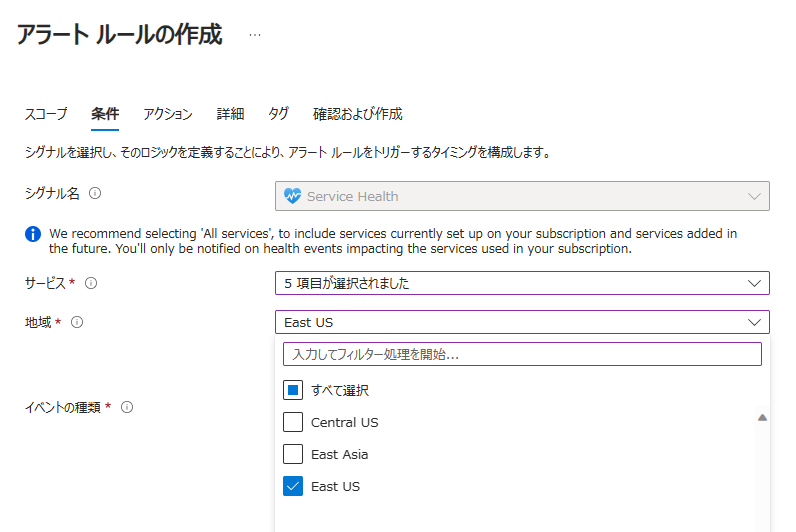 アラート ルールの作成 …
スコープ 条件 アクション 詳細 タグ 確認および作成
シグナルを選択し、そのロジックを定義することにより、アラート ルールをトリガーするタイミングを構成します。
シグナル名
Service Health
We recommend selecting 'All services', to include services currently set up on your subscription and services added in
the future. You'll only be notified on health events impacting the services used in your subscription.
サービス *
5 項目が選択されました
地域 *
East US
入力してフィルター処理を開始...
すべて選択
イベントの種類 *
Central US
East Asia
East US